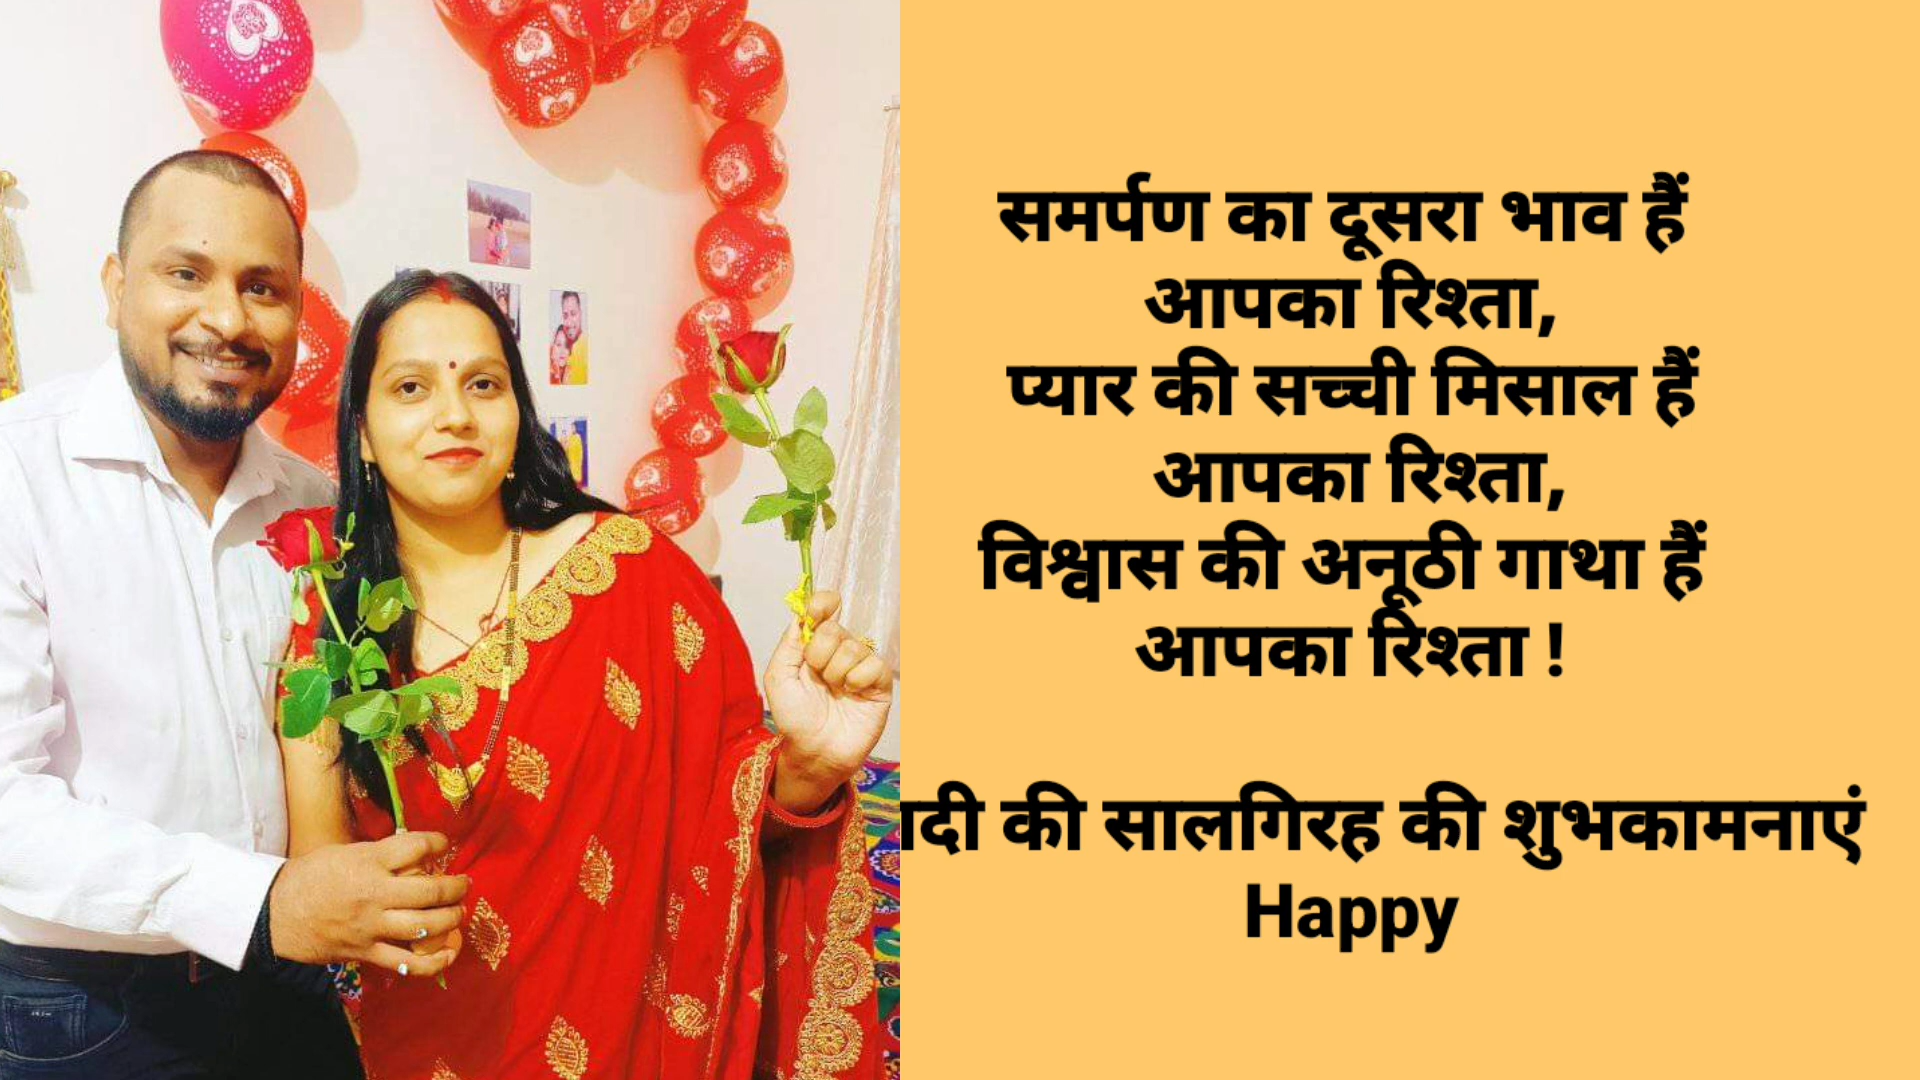 समर्पण का दूसरा भाव हैं
आपका रिश्ता,
प्यार की सच्ची मिसाल हैं
आपका रिश्ता,
विश्वास की अनूठी गाथा हैं
आपका रिश्ता !
की सालगिरह की शुभकामनाएं
Happy